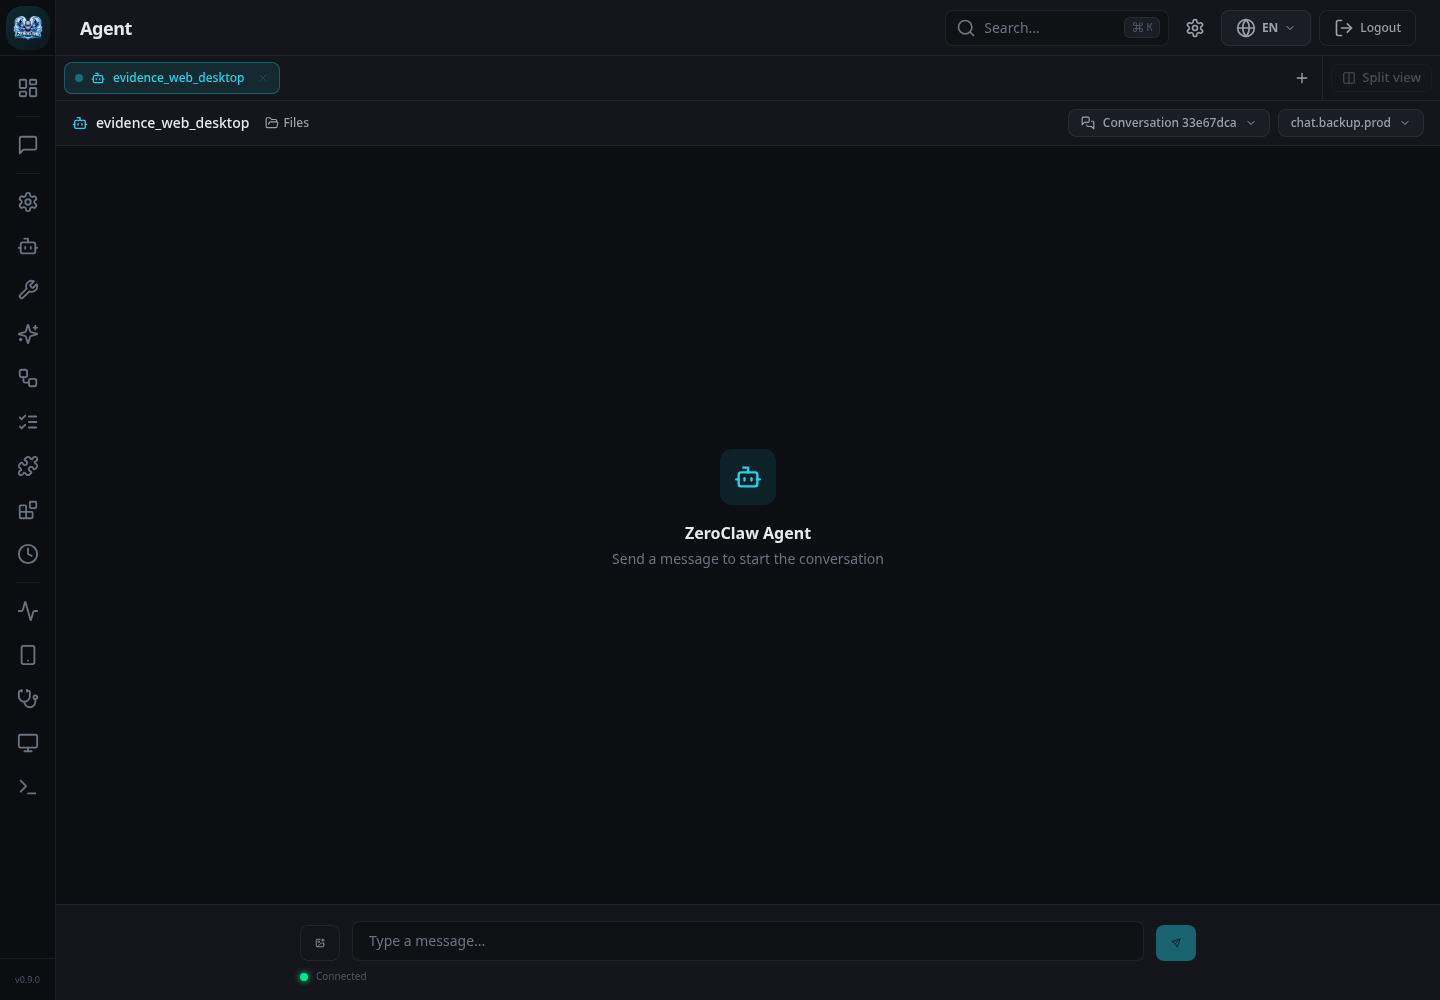 Agent
Search...
⌘ K
EN
Logout
evidence_web_desktop
Split view
evidence_web_desktop
Files
Conversation 33e67dca
chat.backup.prod
ZeroClaw Agent
Send a message to start the conversation
Type a message...
Connected
v0.9.0